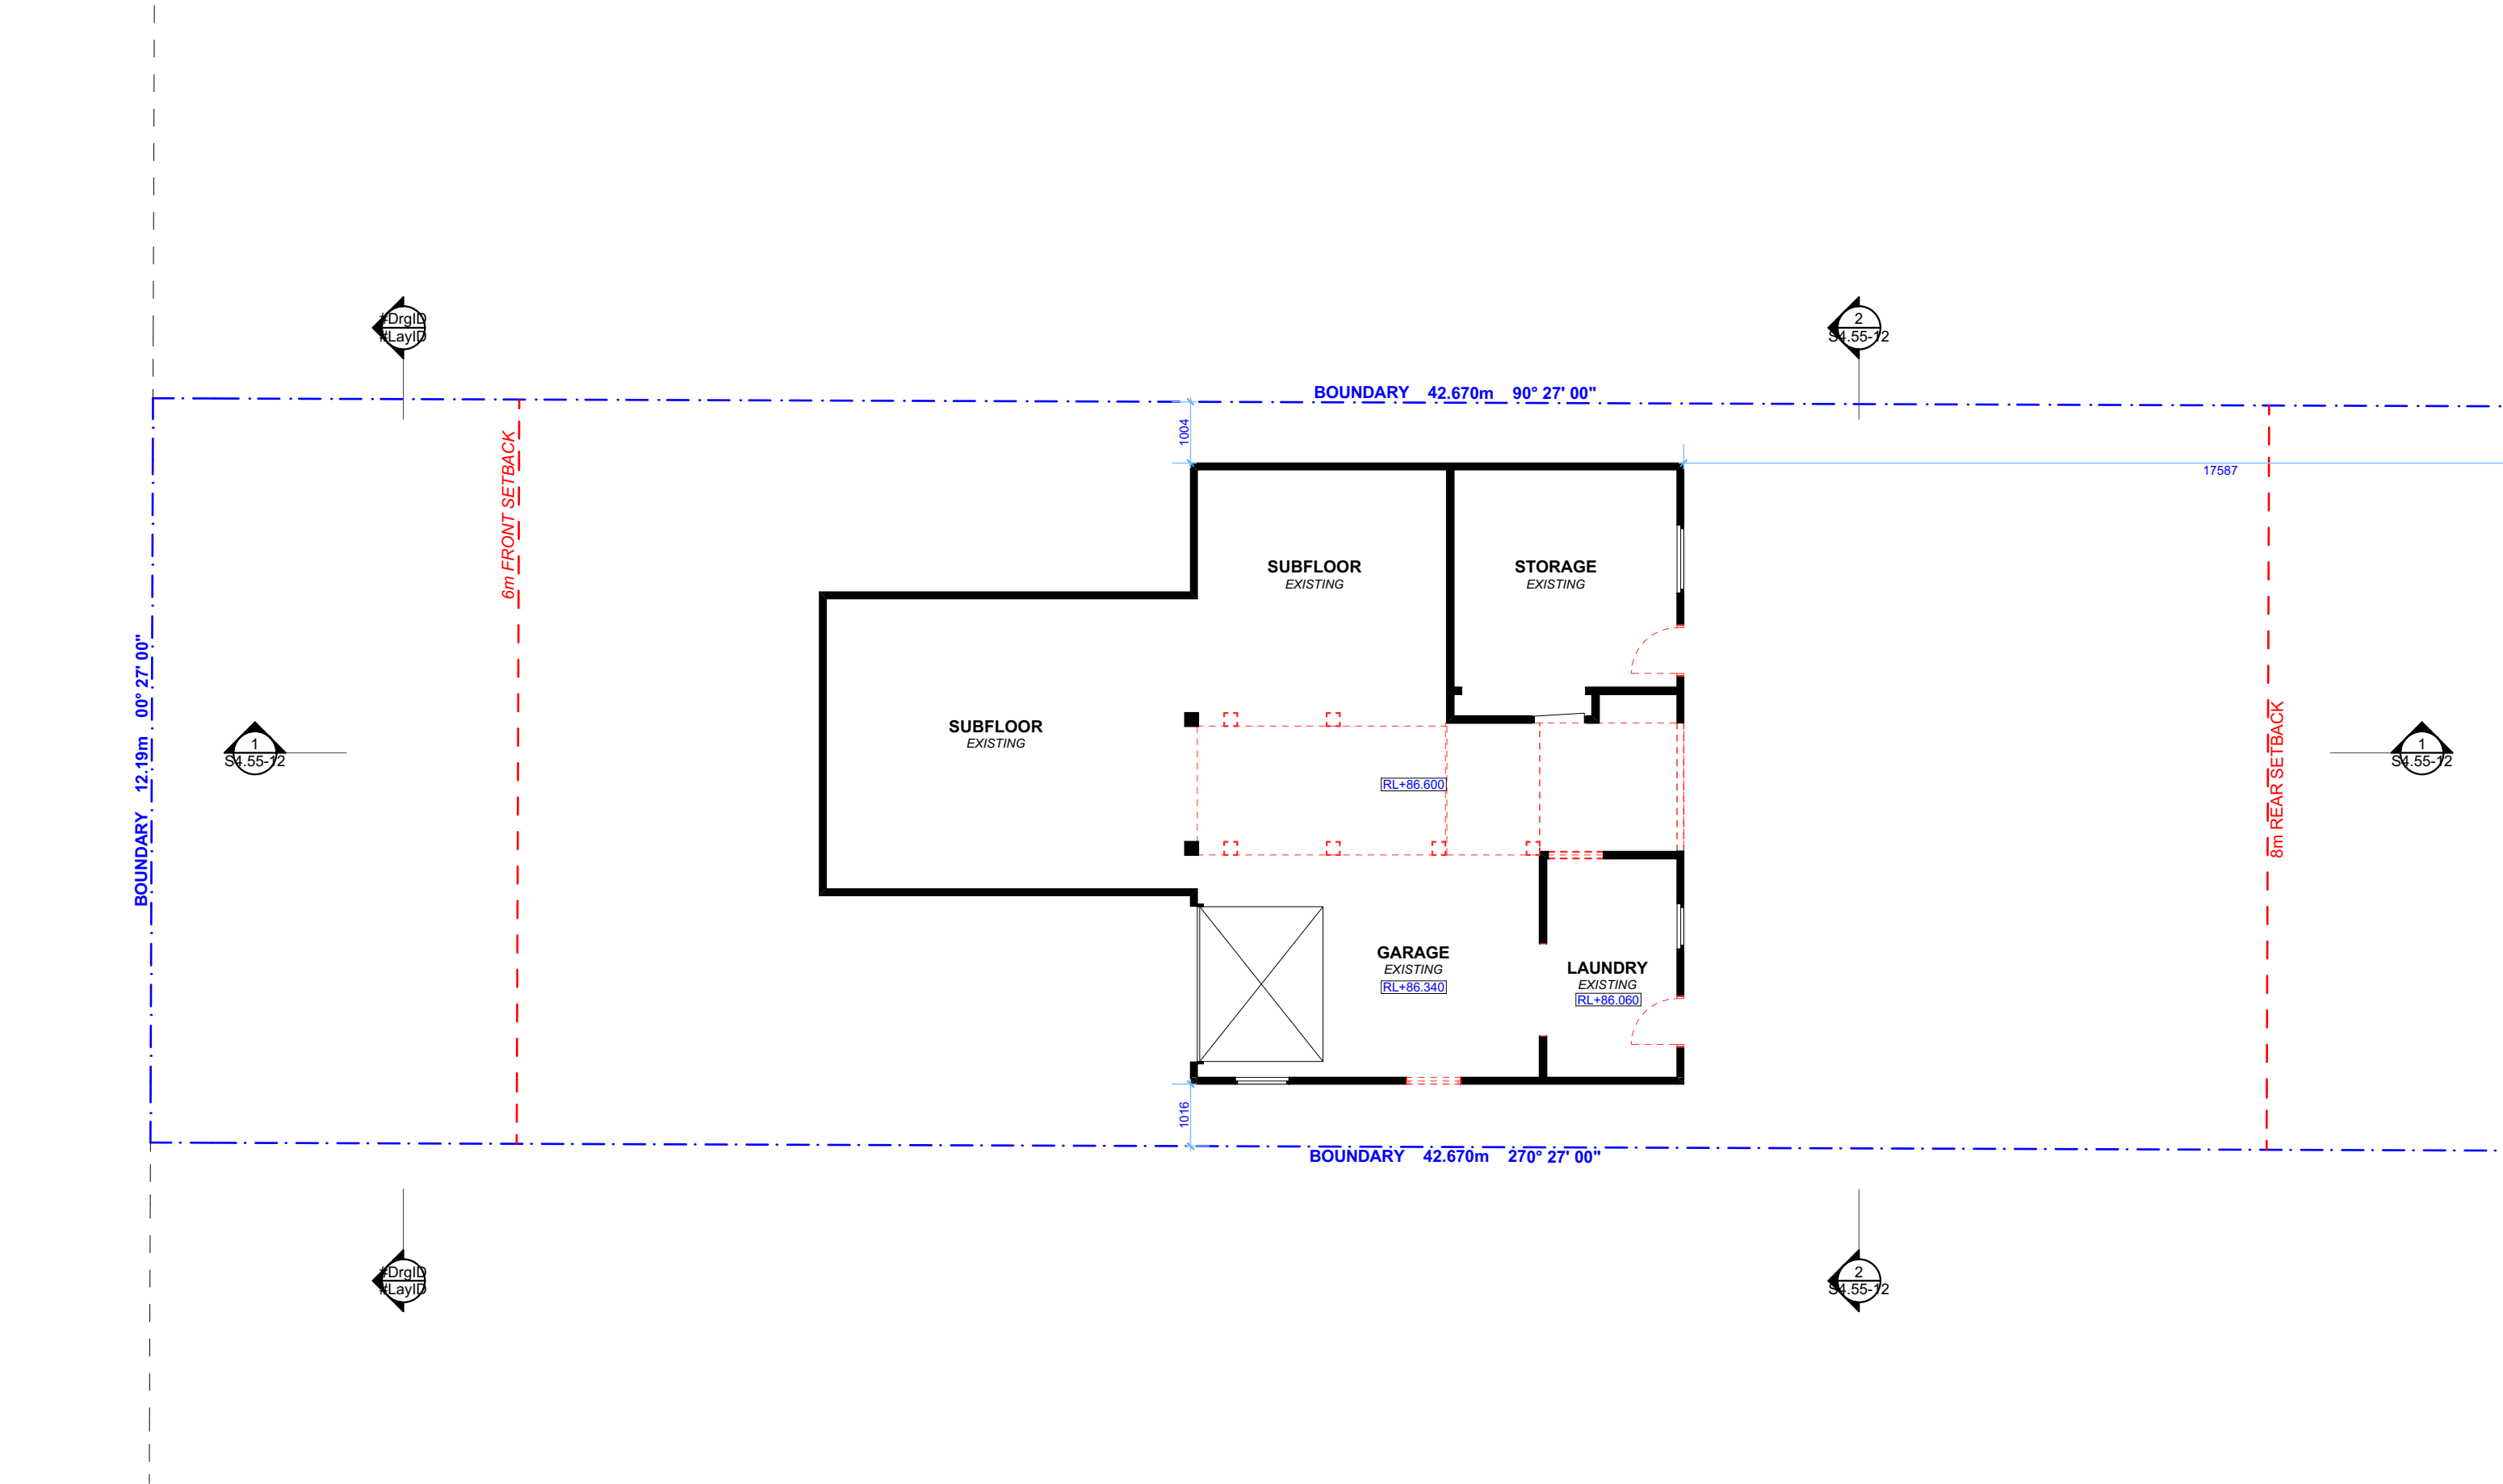 #DrgID
#LayID
2
S4.55-12
BOUNDARY 42.670m 90° 27' 00"
1004
17587
6m FRONT SETBACK
SUBFLOOR
EXISTING
STORAGE
EXISTING
BOUNDARY 12.19m 00° 27' 00"
SUBFLOOR
EXISTING
1
S4.55-12
RL+86.600
8m REAR SETBACK
1
S4.55-12
GARAGE
EXISTING
RL+86.340
LAUNDRY
EXISTING
RL+86.060
1016
BOUNDARY 42.670m 270° 27' 00"
#DrgID
#LayID
2
S4.55-12